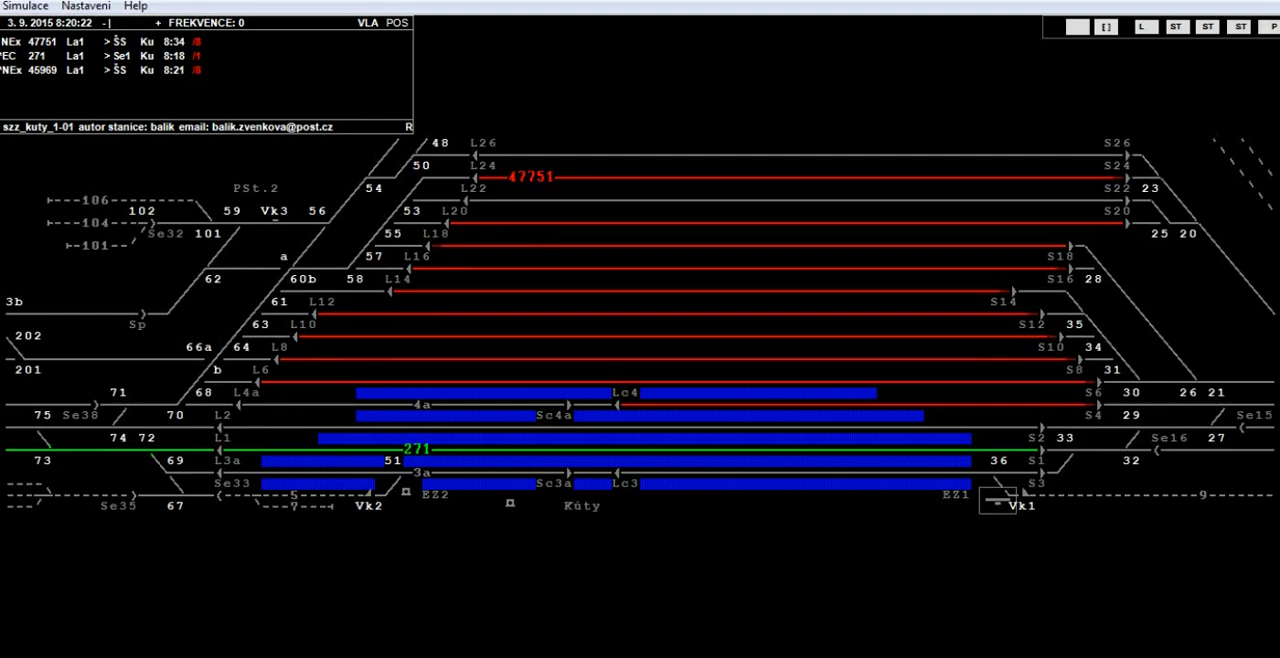 Simulace Nastaveni Help
3. 9. 2015 8:20:22 -| + FREKVENCE: 0 VLA POS
[ ] L ST ST ST P
NEx 47751 La1 > ŠS Ku 8:34 /8
*EC 271 La1 > Se1 Ku 8:18 /1
*NEx 45969 La1 > ŠS Ku 8:21 /8
szz_kuty_1-01 autor stanice: balik email: balik.zvenkova@post.cz R
48 L26 S26
50 L24 S24
47751
PSt.2 54 L22 S22 23
106
102 59 Vk3 56 53 L20 S20
104
Se32 101 55 L18 25 20
101
a 57 L16 S18
62 60b 58 L14 S16 28
3b 61 L12 S14
Sp 63 L10 S12 35
202
66a 64 L8 S10 34
201 b L6 S8 31
71 68 L4a Lc4 S6 30 26 21
4a
75 Se38 70 L2 Sc4a S4 29 Se15
74 72 L1 S2 33 Se16 27
271
73 69 L3a 51 36 S1 32
3a
Se33 Sc3a Lc3 S3
5 EZ2 EZ1 9
Se35 67 7 Vk2 Kúty Vk1